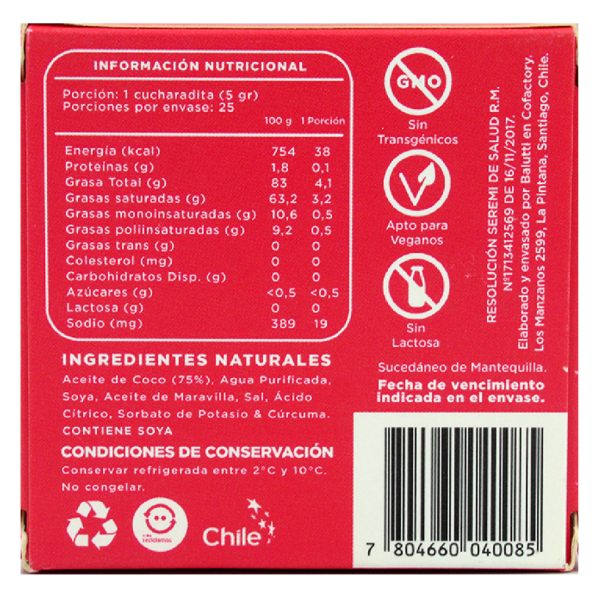 INFORMACIÓN NUTRICIONAL
Porción: 1 cucharadita (5 gr)
Porciones por envase: 25
100 g 1 Porción
Energía (kcal) 754 38
Proteínas (g) 1,8 0,1
Grasa Total (g) 83 4,1
Grasas saturadas (g) 63,2 3,2
Grasas monoinsaturadas (g) 10,6 0,5
Grasas poliinsaturadas (g) 9,2 0,5
Grasas trans (g) 0 0
Colesterol (mg) 0 0
Carbohidratos Disp. (g) 0 0
Azúcares (g) <0,5 <0,5
Lactosa (g) 0 0
Sodio (mg) 389 19
INGREDIENTES NATURALES
Aceite de Coco (75%), Agua Purificada,
Soya, Aceite de Maravilla, Sal, Ácido
Cítrico, Sorbato de Potasio & Cúrcuma.
CONTIENE SOYA
CONDICIONES DE CONSERVACIÓN
Conservar refrigerada entre 2°C y 10°C.
No congelar.
Chile
GMO
Sin
Transgénicos
V
Apto para
Veganos
Sin
Lactosa
RESOLUCIÓN SEREMI DE SALUD R.M.
N°1713412569 DE 16/11/2017.
Elaborado y envasado por Balutti en Cofactory.
Los Manzanos 2599, La Pintana, Santiago, Chile.
Sucedáneo de Mantequilla.
Fecha de vencimiento
indicada en el envase.
7 804660 040085